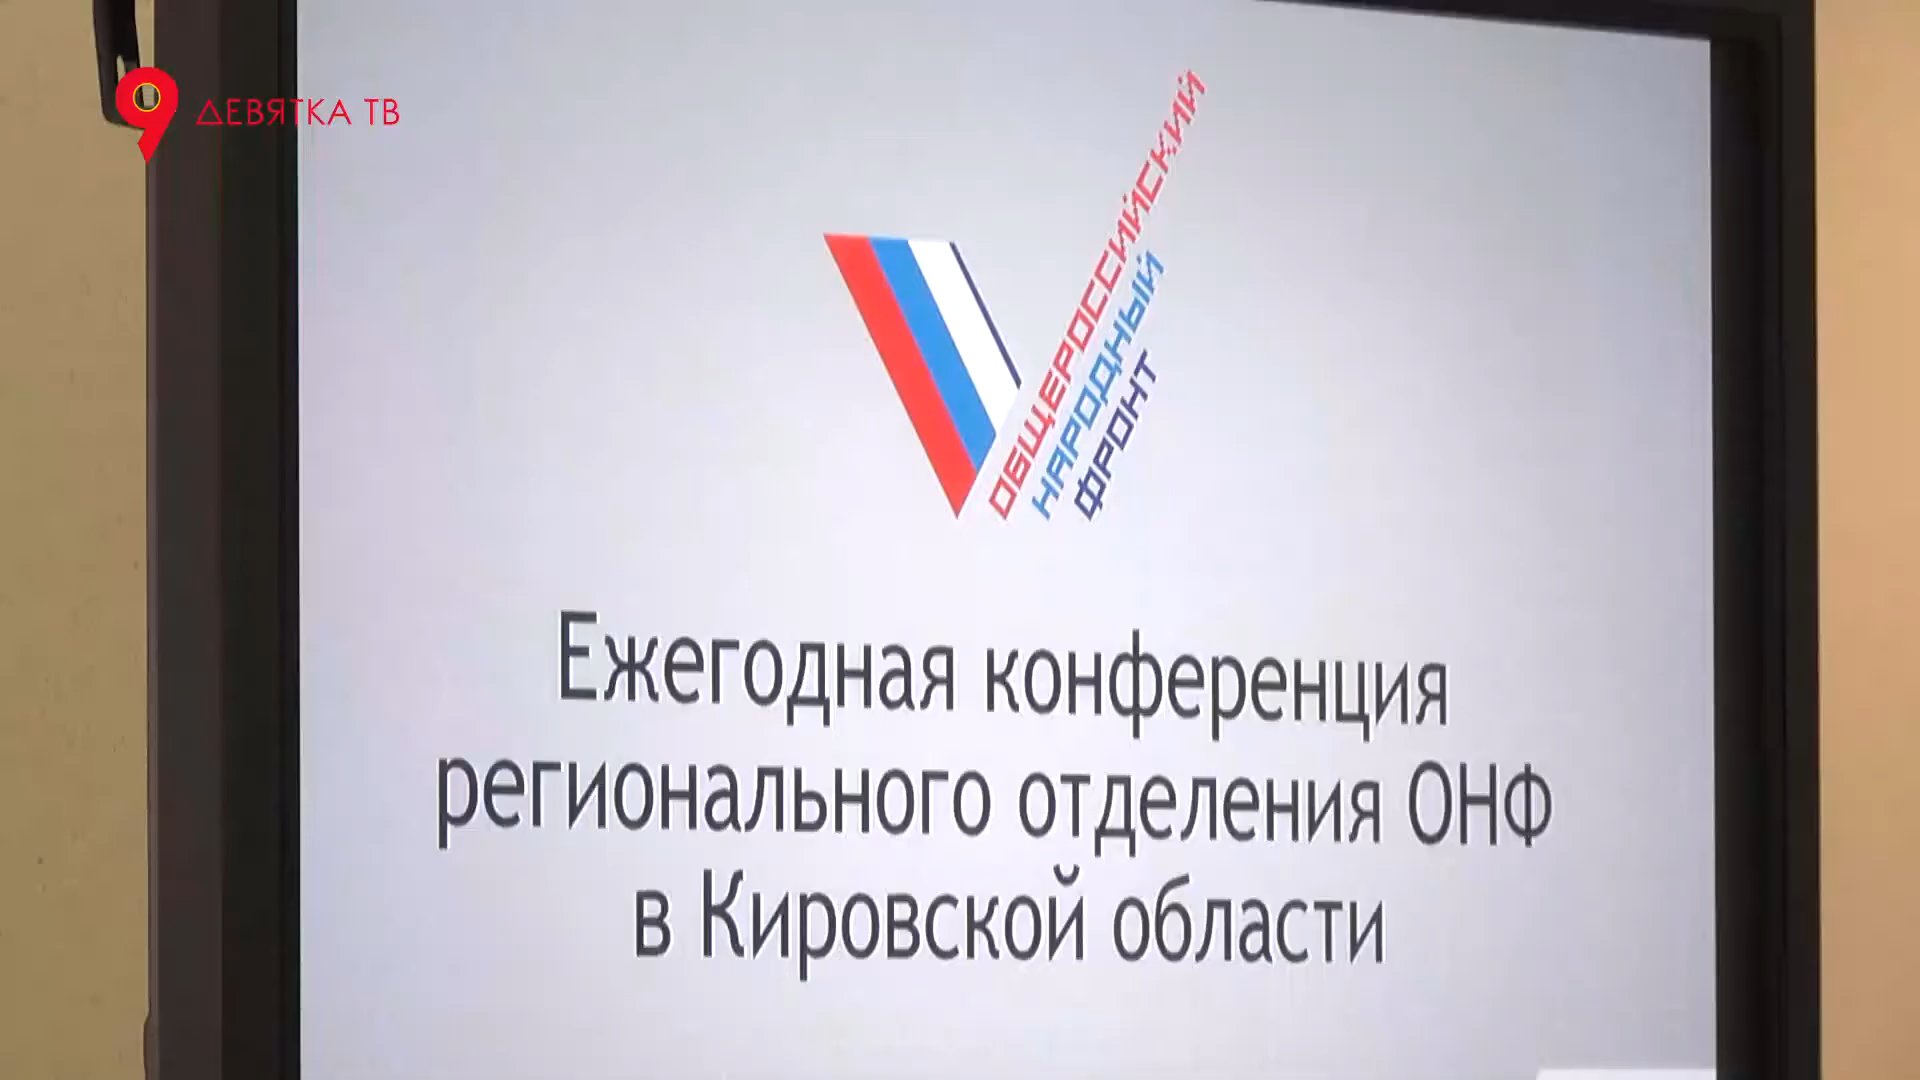 ДЕВЯТКА ТВ
ОБЩЕРОССИЙСКИЙ
НАРОДНЫЙ
ФРОНТ
Ежегодная конференция
регионального отделения ОНФ
в Кировской области